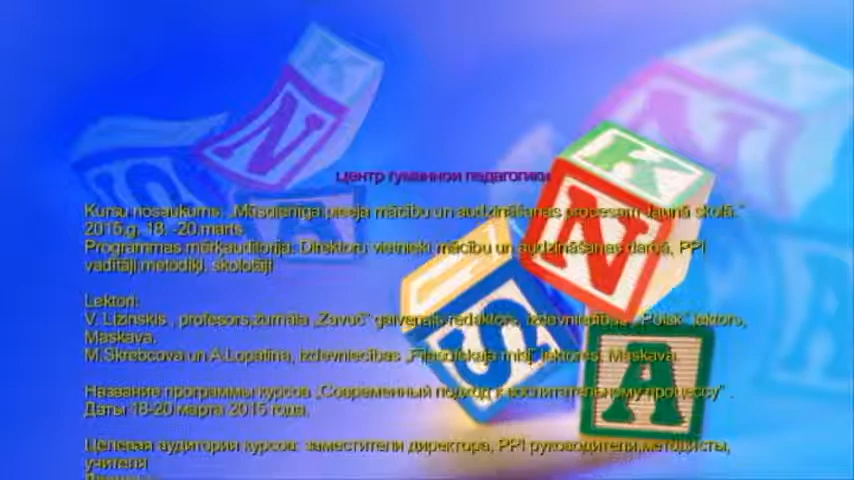 Центр гуманной педагогики
Kursu nosaukums „Mūsdienīga pieeja mācību un audzināšanas procesam jaunā skolā."
2015.g. 18. -20.marts
Programmas mērķauditorija: Direktoru vietnieki mācību un audzināšanas darbā, PPI
vadītāji,metodiķi, skolotāji
Lektori:
V. Lizinskis , profesors,žurnāla „Zavuč" galvenais redaktors, izdevniecības lektors,
Maskava.
M.Skrebcova un A.Lopatina, izdevniecības lektores, Maskava
Название программы курсов „Современный подход к воспитательному процессу" .
Даты 18-20 марта 2015 года.
Целевая аудитория курсов: заместители директора, PPI руководители,методисты,
учителя
N
S
A